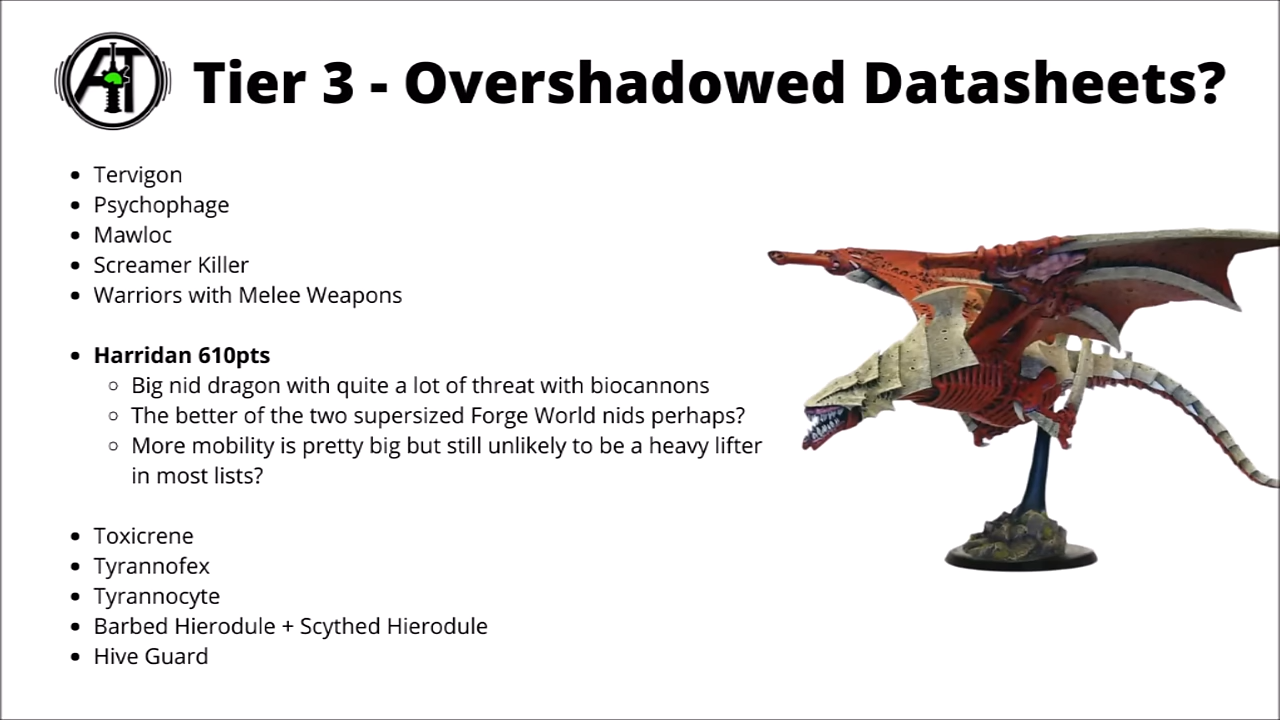 AT
Tier 3 - Overshadowed Datasheets?
• Tervigon
• Psychophage
• Mawloc
• Screamer Killer
• Warriors with Melee Weapons
• Harridan 610pts
◦ Big nid dragon with quite a lot of threat with biocannons
◦ The better of the two supersized Forge World nids perhaps?
◦ More mobility is pretty big but still unlikely to be a heavy lifter
in most lists?
• Toxicrene
• Tyrannofex
• Tyrannocyte
• Barbed Hierodule + Scythed Hierodule
• Hive Guard